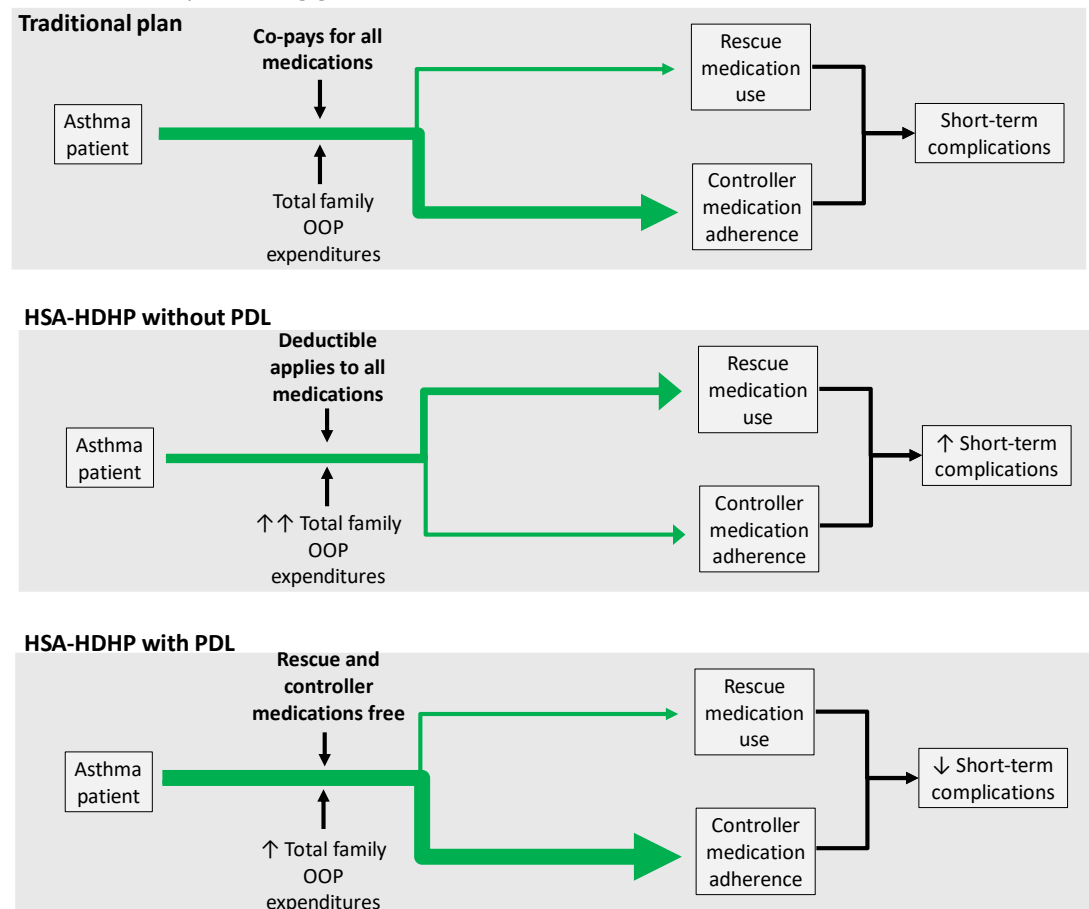 Traditional plan
Co-pays for all
medications
Asthma
patient
Total family
OOP
expenditures
Rescue
medication
use
Controller
medication
adherence
Short-term
complications
HSA-HDHP without PDL
Deductible
applies to all
medications
Asthma
patient
↑↑ Total family
OOP
expenditures
Rescue
medication
use
Controller
medication
adherence
↑ Short-term
complications
HSA-HDHP with PDL
Rescue and
controller
medications free
Asthma
patient
↑ Total family
OOP
expenditures
Rescue
medication
use
Controller
medication
adherence
↓ Short-term
complications